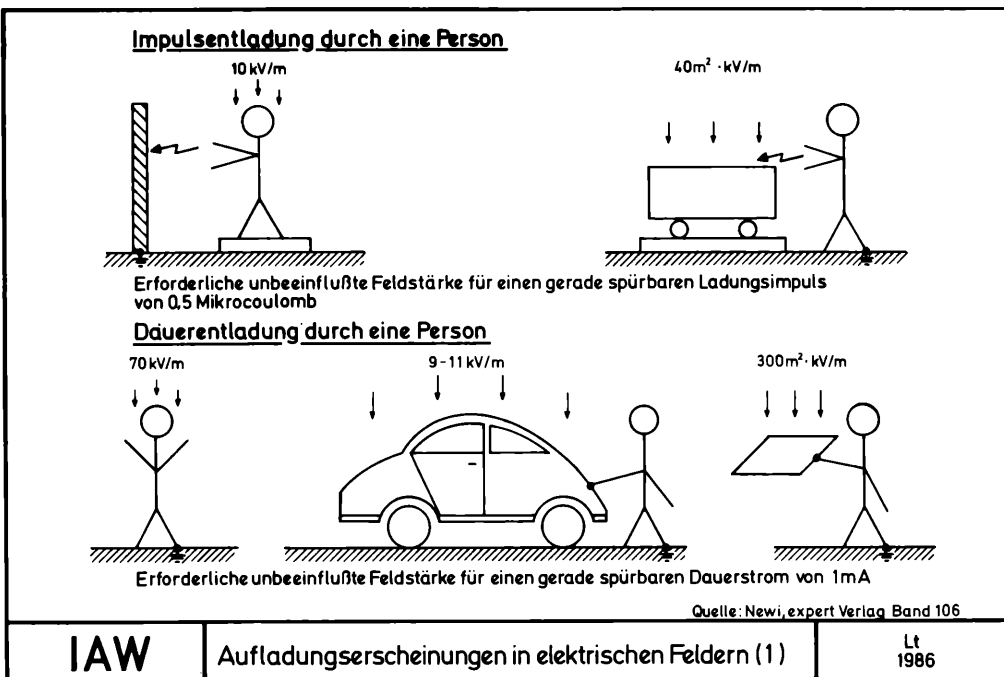 Impulsentladung durch eine Person
10 kV/m
40m² · kV/m
Erforderliche unbeeinflußte Feldstärke für einen gerade spürbaren Ladungsimpuls
von 0,5 Mikrocoulomb
Dauerentladung durch eine Person
70 kV/m
9-11 kV/m
300m² · kV/m
Erforderliche unbeeinflußte Feldstärke für einen gerade spürbaren Dauerstrom von 1mA
Quelle: Newi, expert Verlag Band 106
IAW
Aufladungserscheinungen in elektrischen Feldern (1)
Lt
1986